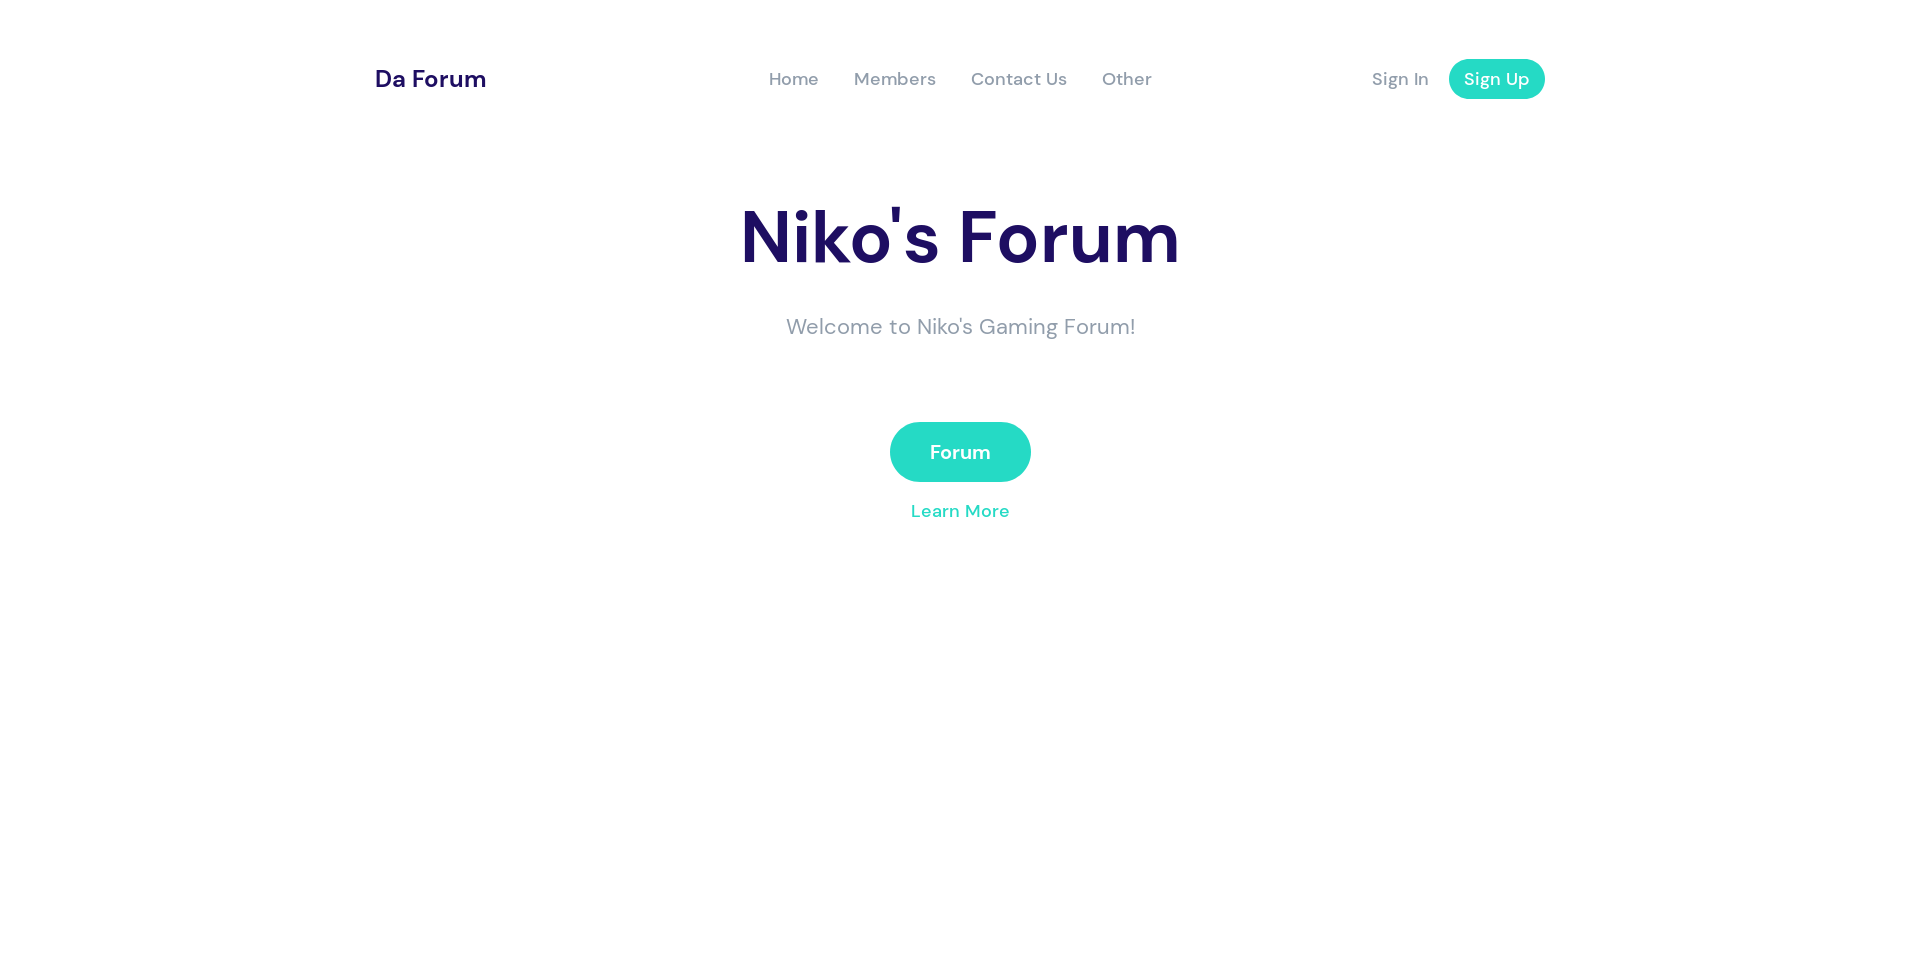 Da Forum
Home Members Contact Us Other
Sign In Sign Up
Niko's Forum
Welcome to Niko's Gaming Forum!
Forum
Learn More